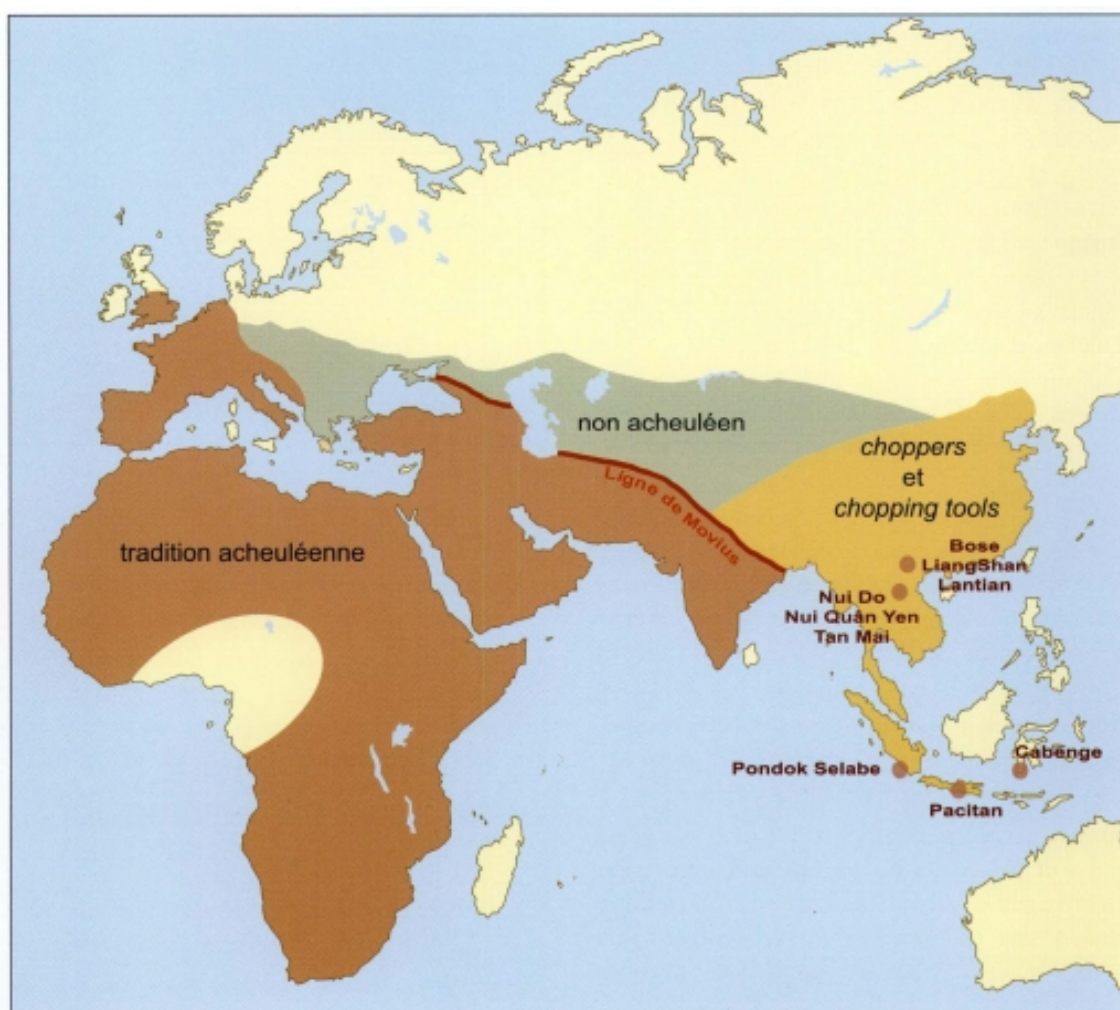 non acheuléen
choppers
et
chopping tools
Ligne de Movius
tradition acheuléenne
Bose
LiangShan
Lantian
Nui Do
Nui Quân Yen
Tan Mai
Pondok Selabe
Cabenge
Pacitan